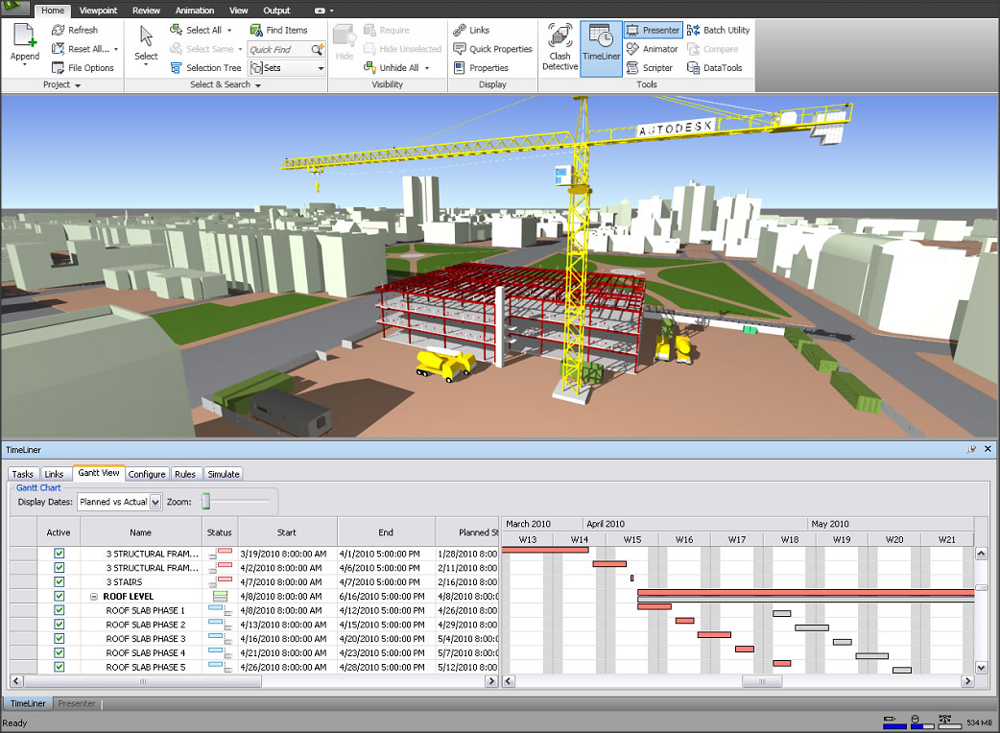 Home Viewpoint Review Animation View Output
Append
Refresh
Reset All...
File Options
Project
Select
Select All
Select Same
Selection Tree
Find Items
Quick Find
Sets
Select & Search
Hide
Require
Hide Unselected
Unhide All
Visibility
Links
Quick Properties
Properties
Display
Clash
Detective
TimeLiner
Presenter
Animator
Scripter
Batch Utility
Compare
DataTools
Tools
AUTODESK
TimeLiner
Tasks Links Gantt View Configure Rules Simulate
Gantt Chart
Display Dates: Planned vs Actual Zoom:
Active Name Status Start End Planned St
March 2010 April 2010 May 2010
W13 W14 W15 W16 W17 W18 W19 W20 W21
3 STRUCTURAL FRAM... 3/19/2010 8:00:00 AM 4/1/2010 5:00:00 PM 1/28/2010 8:00
3 STRUCTURAL FRAM... 4/2/2010 8:00:00 AM 4/6/2010 5:00:00 PM 2/11/2010 8:00
3 STAIRS 4/7/2010 8:00:00 AM 4/7/2010 5:00:00 PM 2/16/2010 8:00
ROOF LEVEL 4/8/2010 8:00:00 AM 6/16/2010 5:00:00 PM 4/8/2010 8:00:0
ROOF SLAB PHASE 1 4/8/2010 8:00:00 AM 4/12/2010 5:00:00 PM 4/26/2010 8:00
ROOF SLAB PHASE 2 4/13/2010 8:00:00 AM 4/15/2010 5:00:00 PM 4/29/2010 8:00
ROOF SLAB PHASE 3 4/16/2010 8:00:00 AM 4/20/2010 5:00:00 PM 5/4/2010 8:00:0
ROOF SLAB PHASE 4 4/21/2010 8:00:00 AM 4/23/2010 5:00:00 PM 5/7/2010 8:00:0
ROOF SLAB PHASE 5 4/26/2010 8:00:00 AM 4/28/2010 5:00:00 PM 5/12/2010 8:00
TimeLiner Presenter
Ready 534 MB